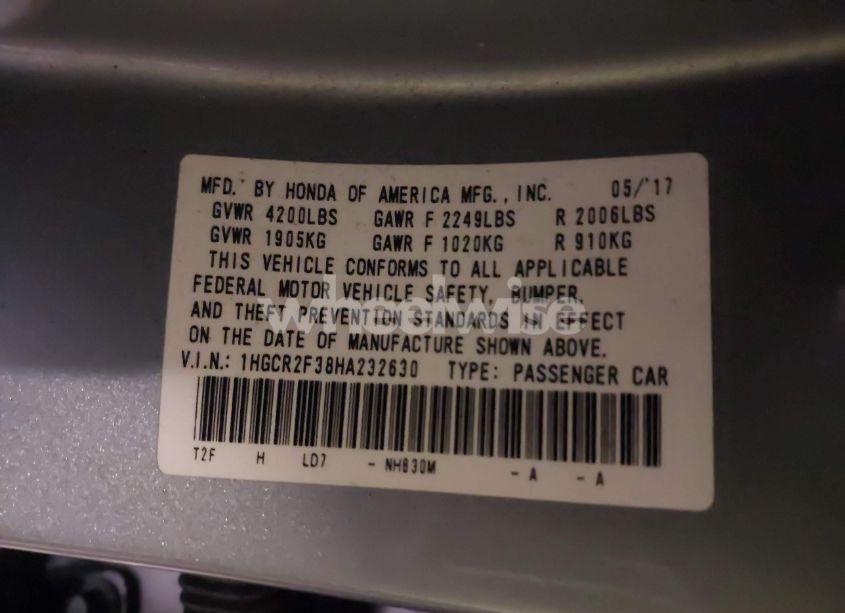 MFD. BY HONDA OF AMERICA MFG., INC. 05/'17
GVWR 4200LBS GAWR F 2249LBS R 2006LBS
GVWR 1905KG GAWR F 1020KG R 910KG
THIS VEHICLE CONFORMS TO ALL APPLICABLE
FEDERAL MOTOR VEHICLE SAFETY, BUMPER,
AND THEFT PREVENTION STANDARDS IN EFFECT
wheelwise
ON THE DATE OF MANUFACTURE SHOWN ABOVE.
V.I.N.: 1HGCR2F38HA232630 TYPE: PASSENGER CAR
T2F H LD7 - NH830M - A - A